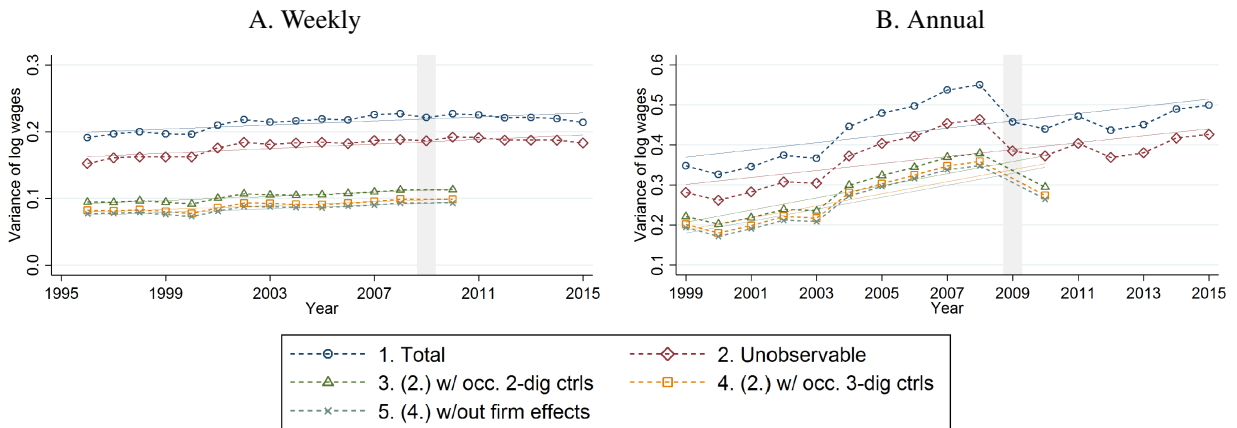 A. Weekly
Variance of log wages
0.3
0.2
0.1
0.0
1995
1999
2003
2007
2011
2015
Year
B. Annual
Variance of log wages
0.6
0.5
0.4
0.3
0.2
0.1
1999
2001
2003
2005
2007
2009
2011
2013
2015
Year
1. Total
2. Unobservable
3. (2.) w/ occ. 2-dig ctrls
4. (2.) w/ occ. 3-dig ctrls
5. (4.) w/out firm effects